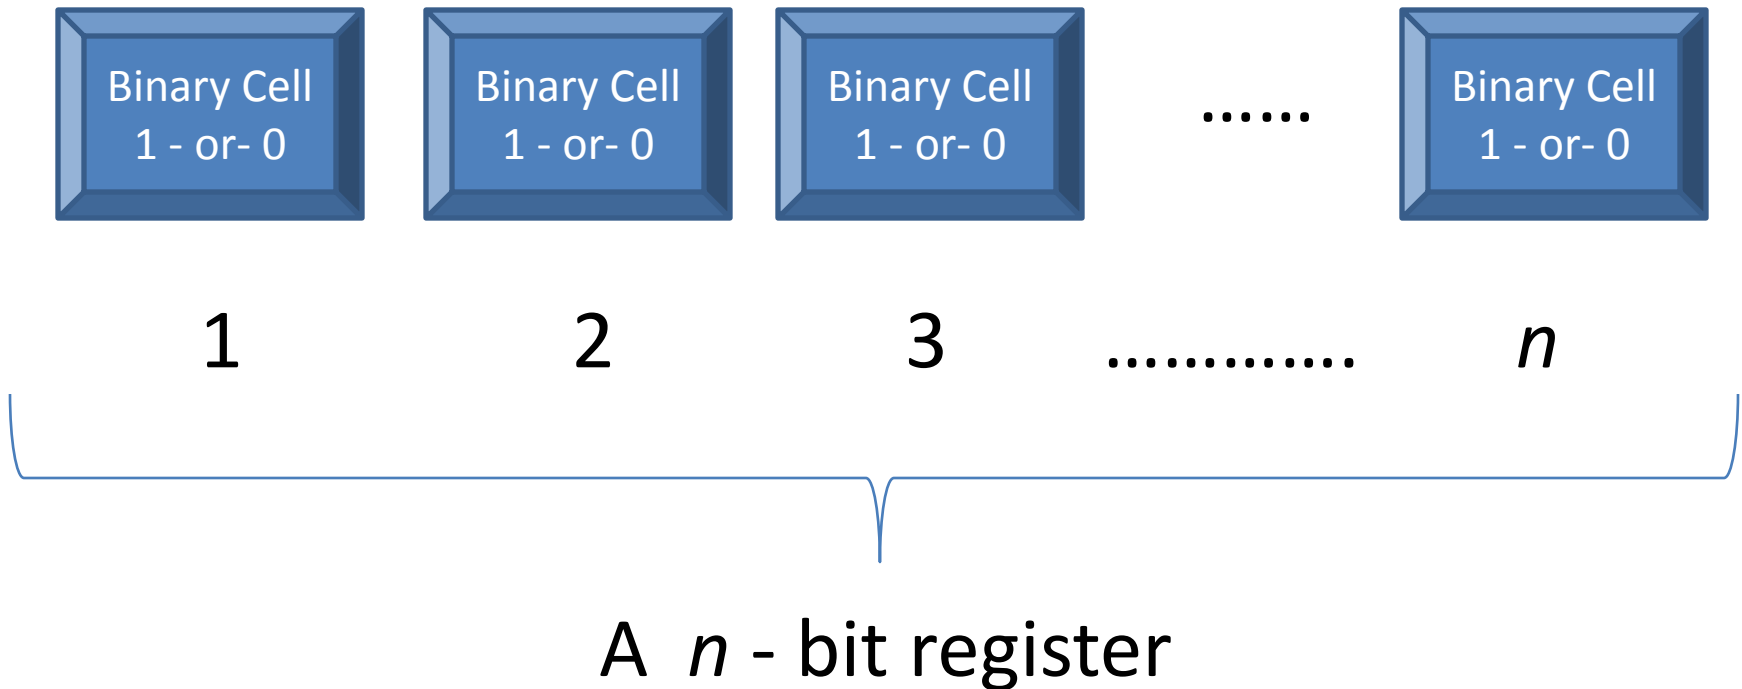 Binary Cell
1 - or- 0
Binary Cell
1 - or- 0
Binary Cell
1 - or- 0
......
Binary Cell
1 - or- 0
1 2 3 ............. n
A n - bit register